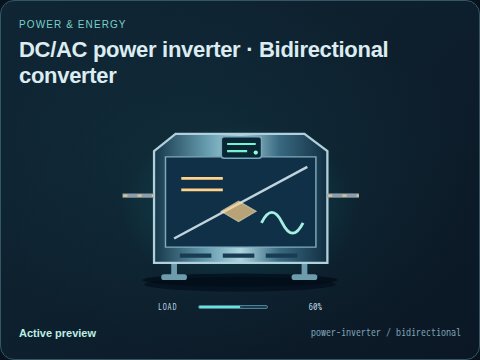 POWER & ENERGY
DC/AC power inverter · Bidirectional
converter
LOAD
60%
Active preview
power-inverter / bidirectional